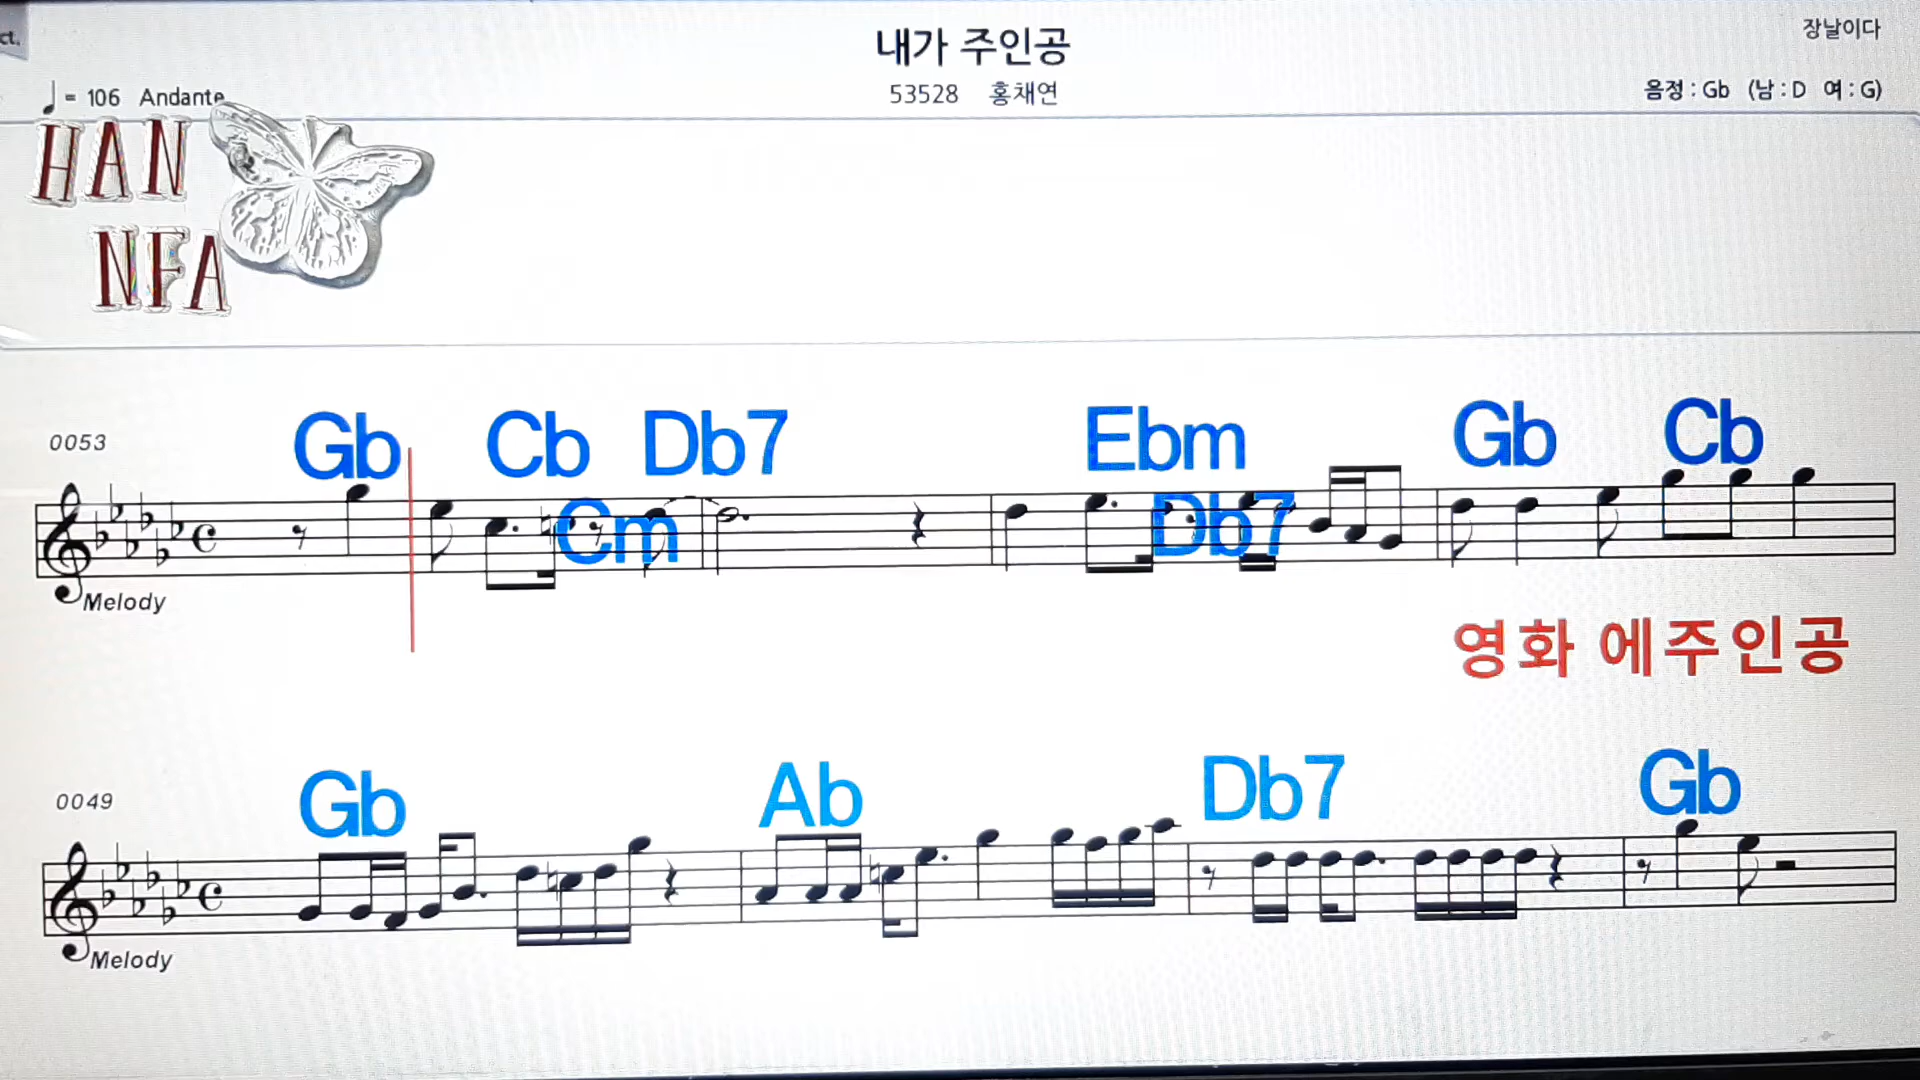 ct.
내가 주인공
장날이다
= 106 Andante
53528 홍채연
음정 : Gb (남 : D 여 : G)
HAN
NFA
0053
Gb Cb Db7 Ebm Gb Cb
Cm Db7
Melody
영화 에주인공
0049
Gb Ab Db7 Gb
Melody